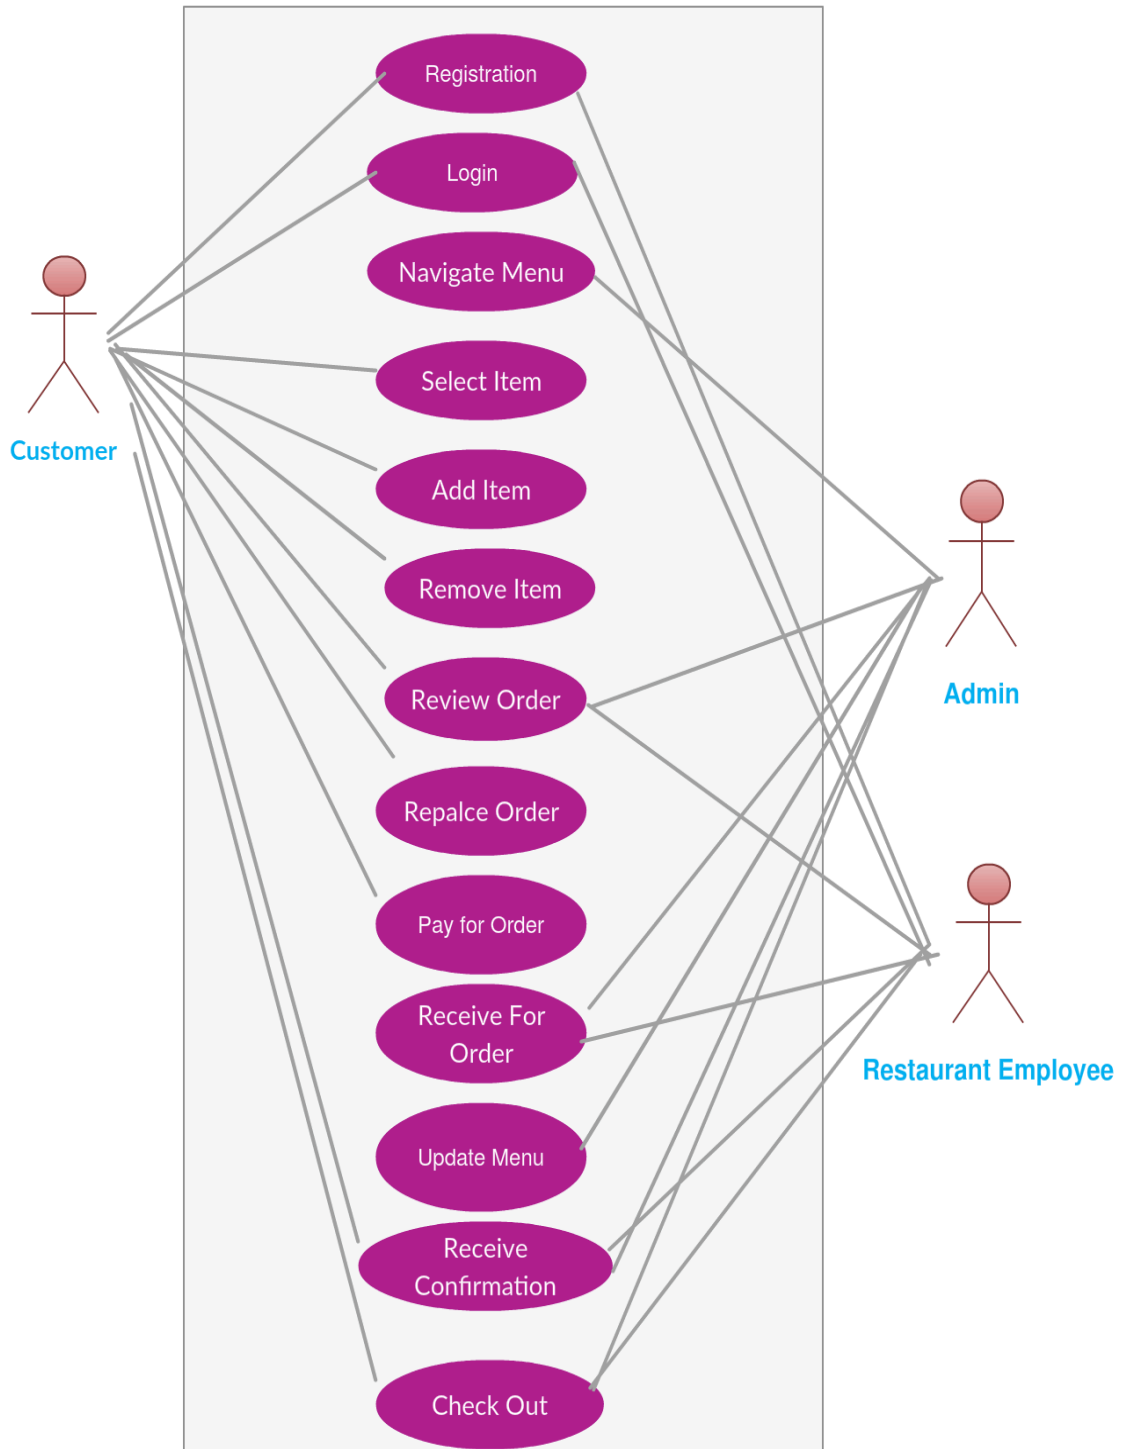 Registration
Login
Navigate Menu
Customer
Select Item
Add Item
Remove Item
Admin
Review Order
Repalce Order
Pay for Order
Receive For
Order
Restaurant Employee
Update Menu
Receive
Confirmation
Check Out